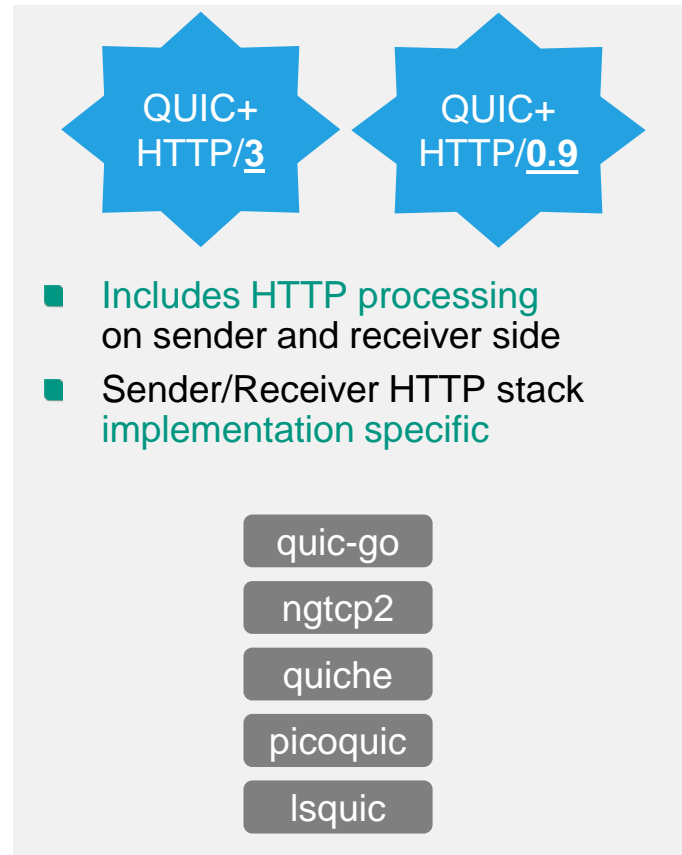 QUIC+
HTTP/3
QUIC+
HTTP/0.9
Includes HTTP processing
on sender and receiver side
Sender/Receiver HTTP stack
implementation specific
quic-go
ngtcp2
quiche
picoquic
lsquic